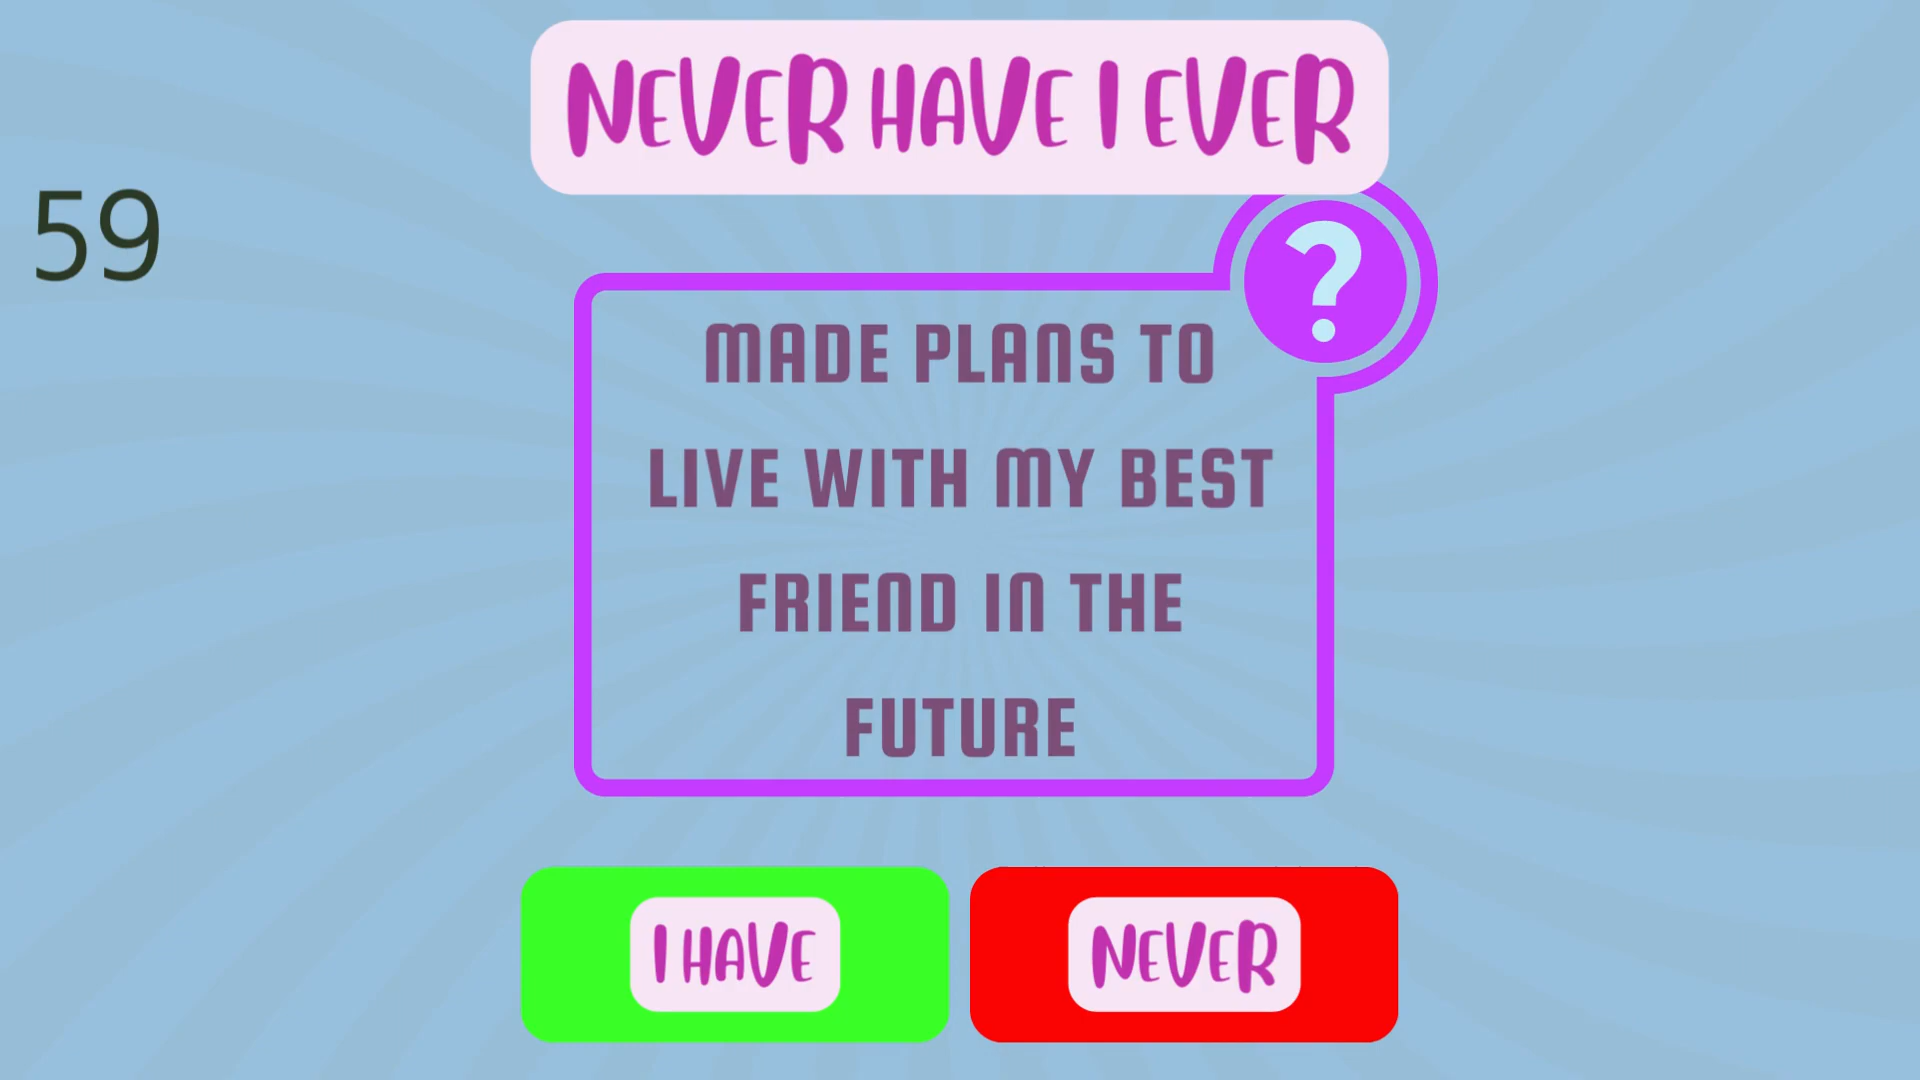 NEVER HAVE I EVER
59
?
MADE PLANS TO
LIVE WITH MY BEST
FRIEND IN THE
FUTURE
I HAVE
NEVER